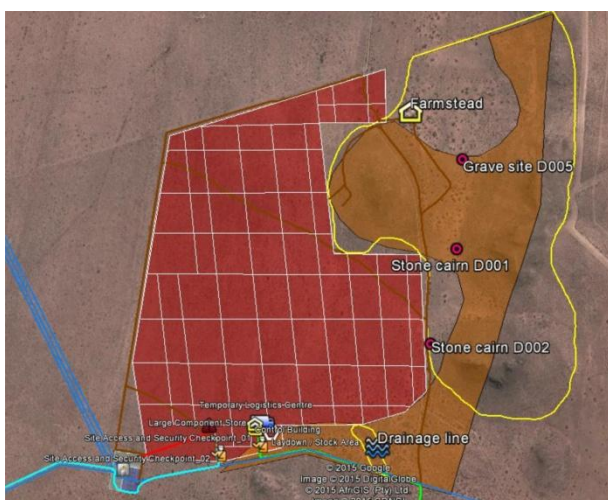 Farmstead
Grave site D005
Stone cairn D001
Stone cairn D002
Temporary Logistics Centre
Large Component Store
Control Building
Site Access and Security Checkpoint_01
Laydown / Stock Area
Drainage line
Site Access and Security Checkpoint_02
© 2015 Google
Image © 2015 DigitalGlobe
© 2015 AfriGIS (Pty) Ltd.